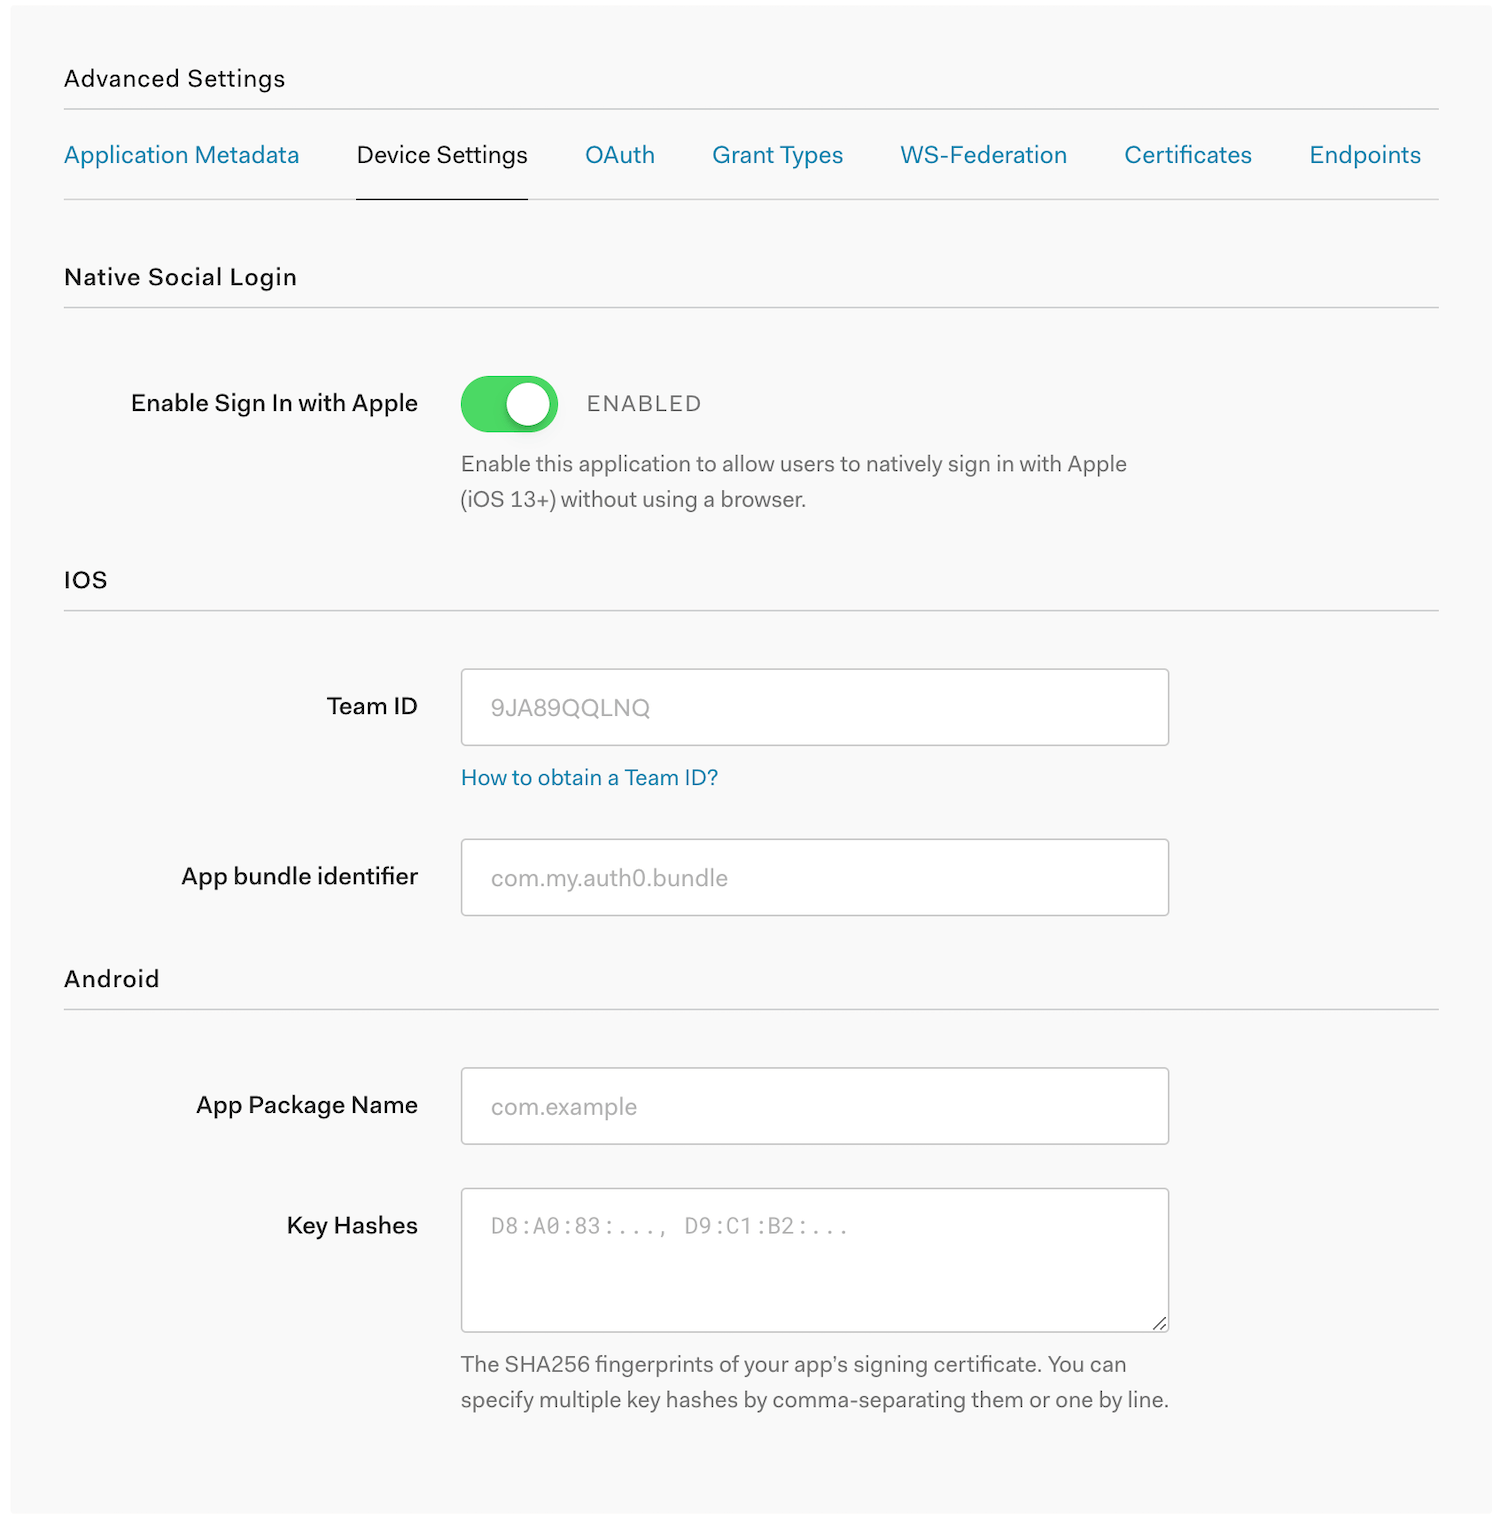 Advanced Settings
Application Metadata Device Settings OAuth Grant Types WS-Federation Certificates Endpoints
Native Social Login
Enable Sign In with Apple ENABLED
Enable this application to allow users to natively sign in with Apple
(iOS 13+) without using a browser.
IOS
Team ID 9JA89QQLNQ
How to obtain a Team ID?
App bundle identifier com.my.auth0.bundle
Android
App Package Name com.example
Key Hashes D8:A0:83:..., D9:C1:B2:...
The SHA256 fingerprints of your app’s signing certificate. You can
specify multiple key hashes by comma-separating them or one by line.